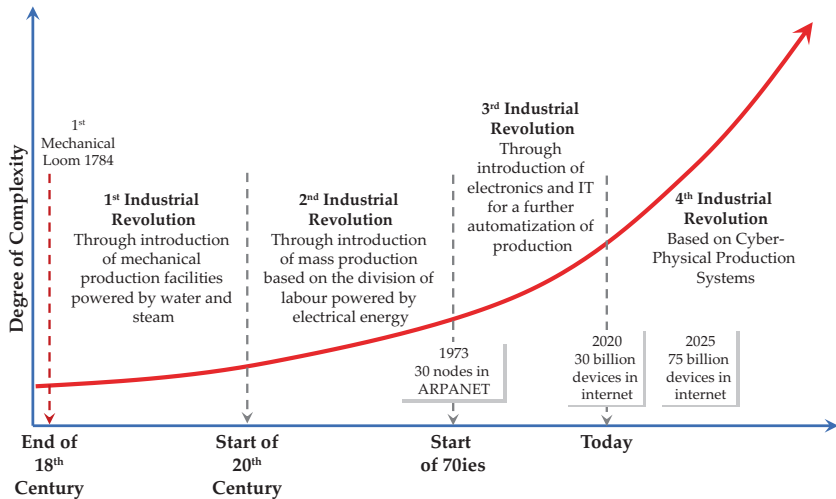 Degree of Complexity
1st
Mechanical
Loom 1784
1st Industrial
Revolution
Through introduction
of mechanical
production facilities
powered by water and
steam
2nd Industrial
Revolution
Through introduction
of mass production
based on the division of
labour powered by
electrical energy
3rd Industrial
Revolution
Through
introduction of
electronics and IT
for a further
automatization of
production
4th Industrial
Revolution
Based on Cyber-
Physical Production
Systems
1973
30 nodes in
ARPANET
2020
30 billion
devices in
internet
2025
75 billion
devices in
internet
End of
18th
Century
Start of
20th
Century
Start
of 70ies
Today